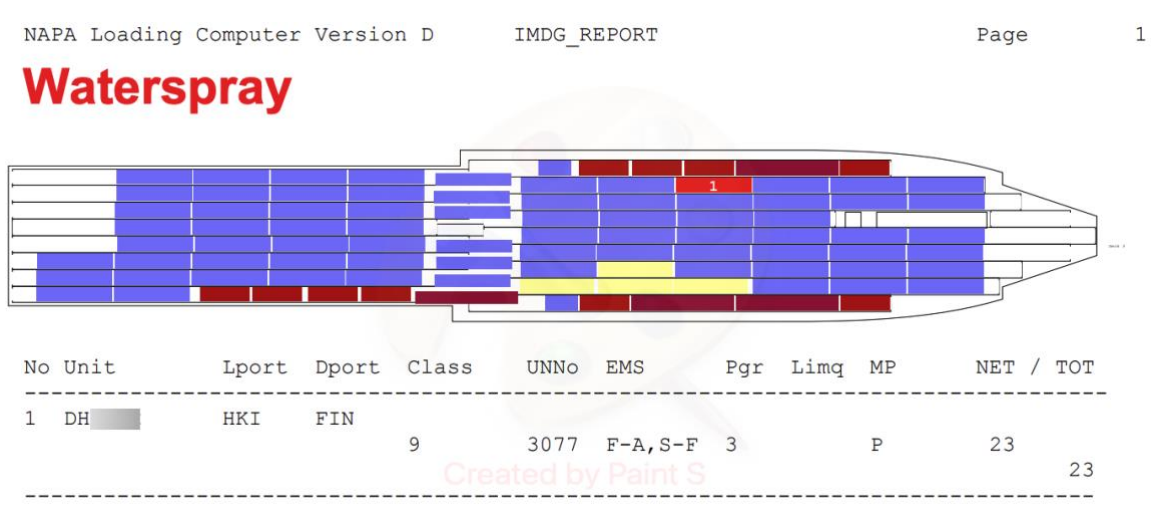 NAPA Loading Computer Version D IMDG_REPORT Page 1
Waterspray
1
No Unit Lport Dport Class UNNo EMS Pgr Limq MP NET / TOT
1 DH HKI FIN
9 3077 F-A,S-F 3 P 23
Created by Paint S
23